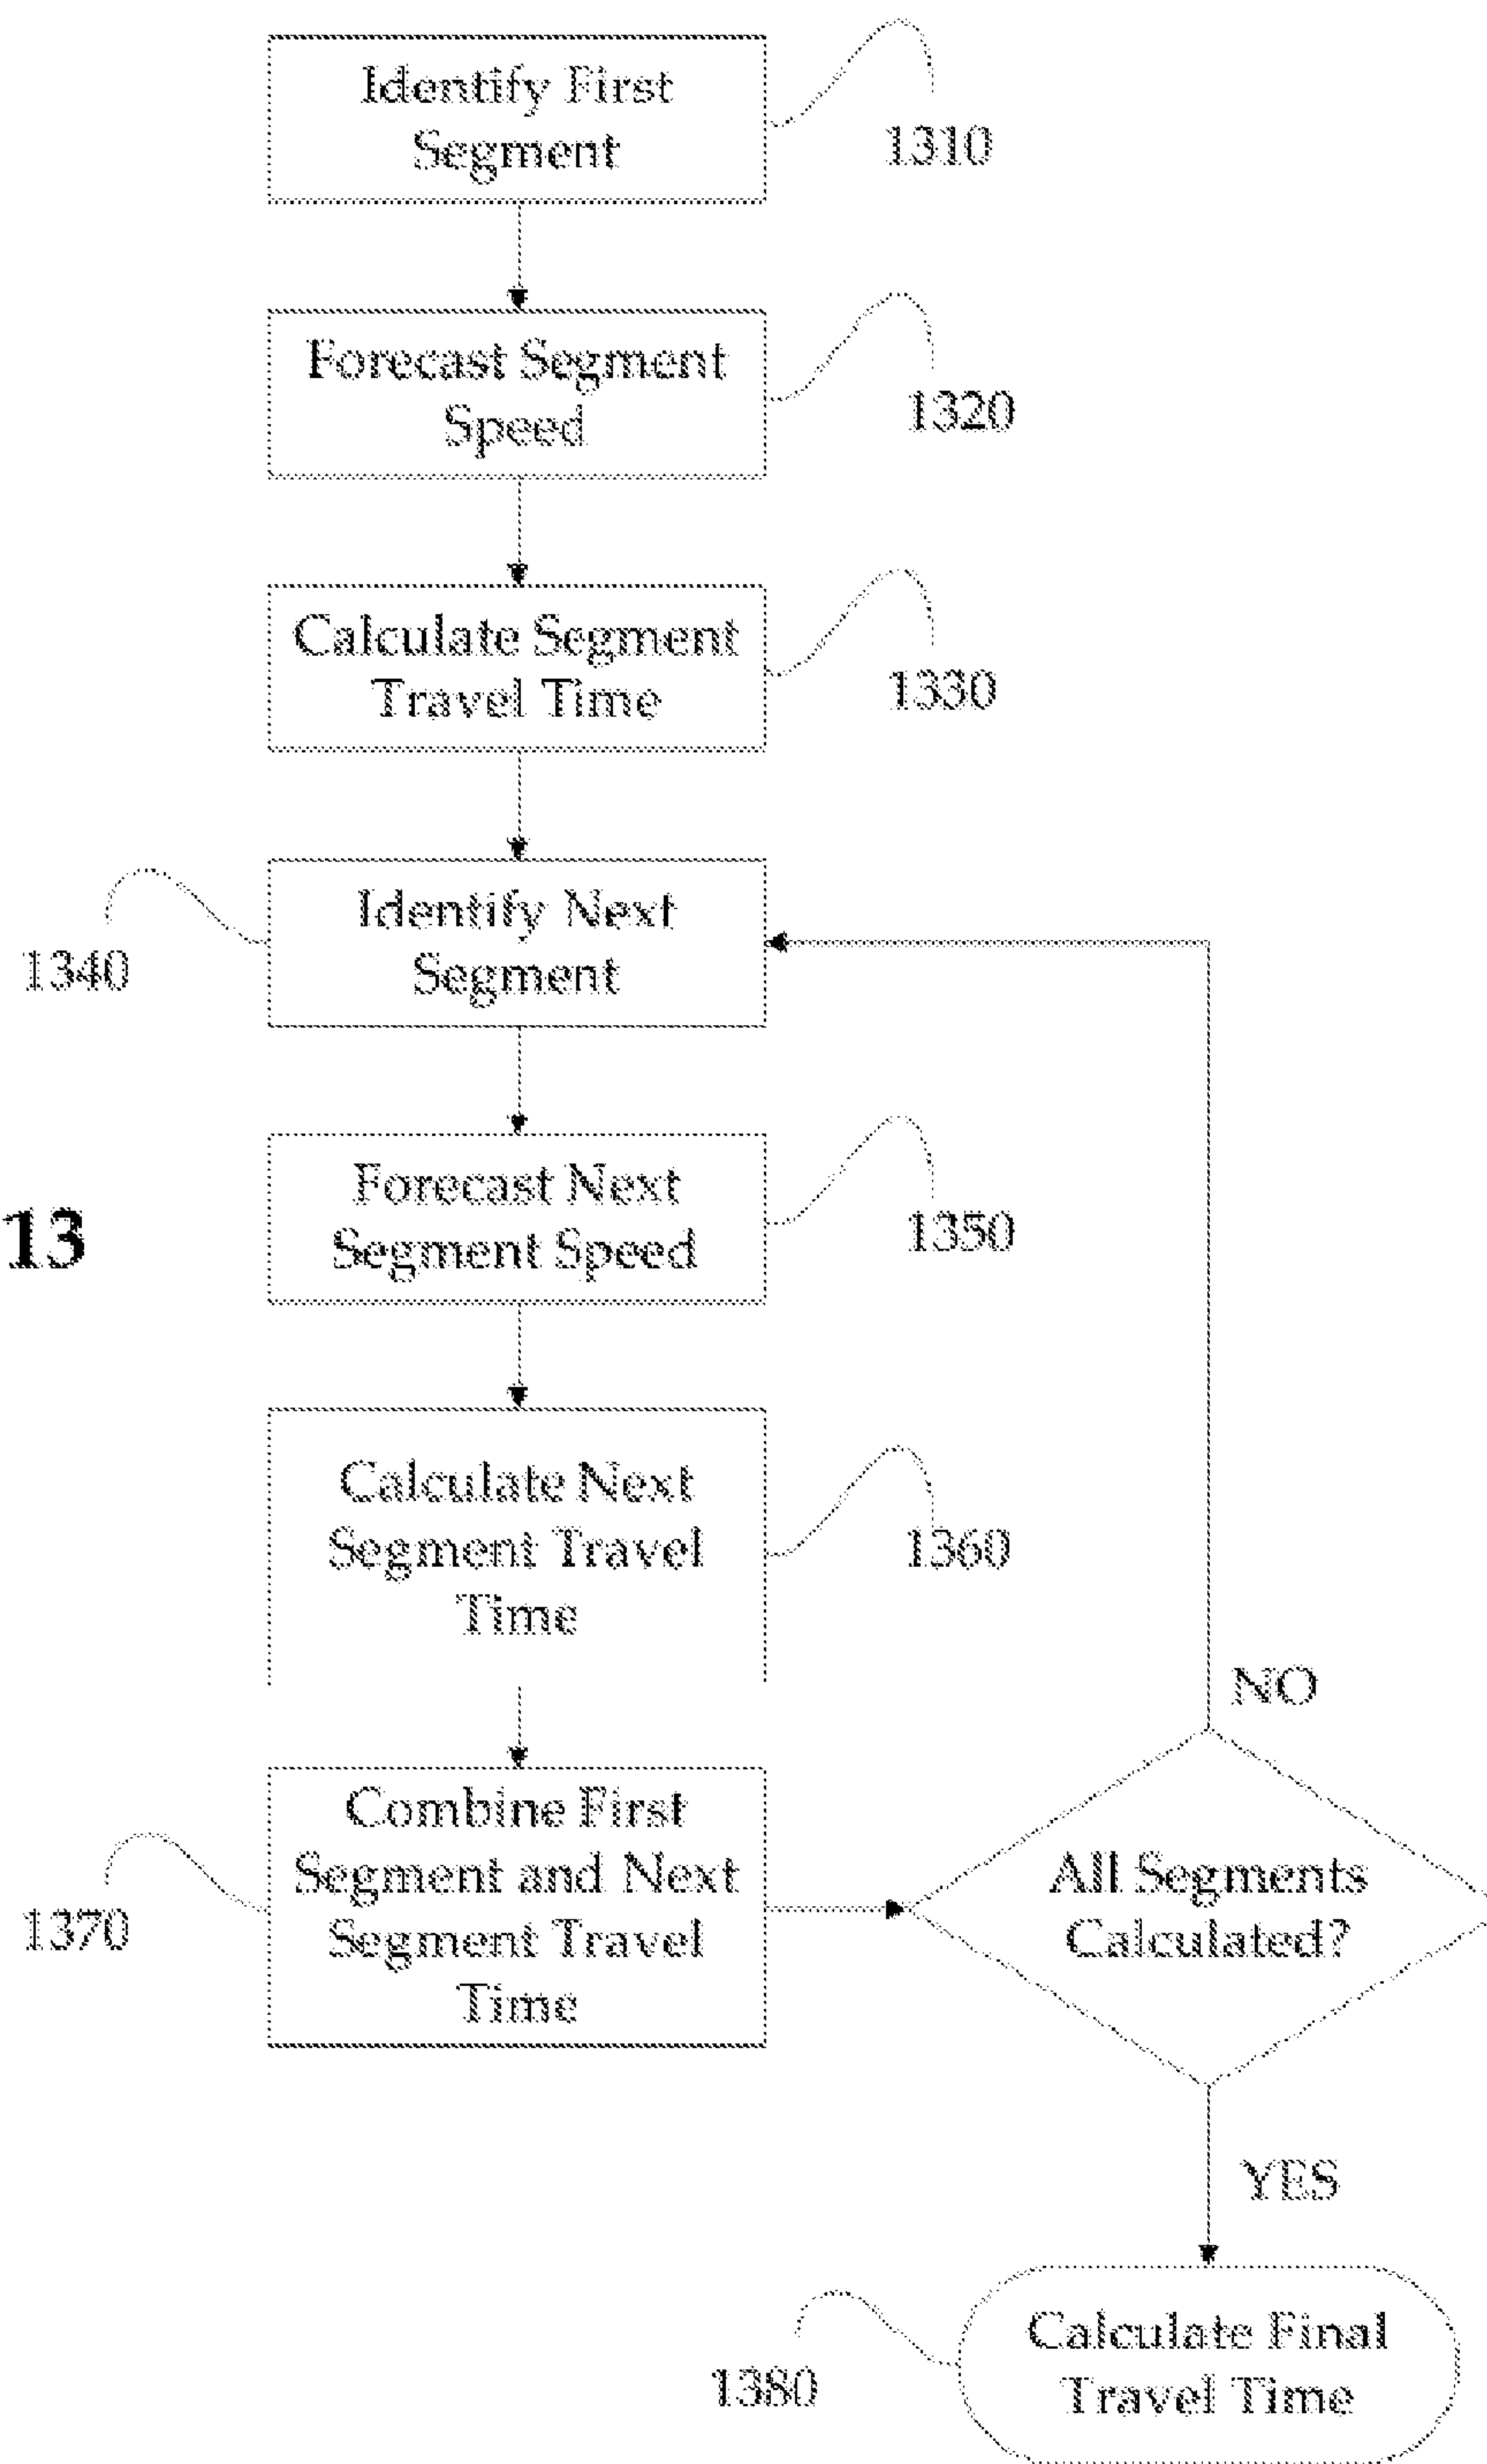 Identify First
Segment
1310
Forecast Segment
Speed
1320
Calculate Segment
Travel Time
1330
Identify Next
Segment
1340
Forecast Next
Segment Speed
1350
13
Calculate Next
Segment Travel
Time
1360
NO
Combine First
Segment and Next
Segment Travel
Time
1370
All Segments
Calculated?
YES
Calculate Final
Travel Time
1380